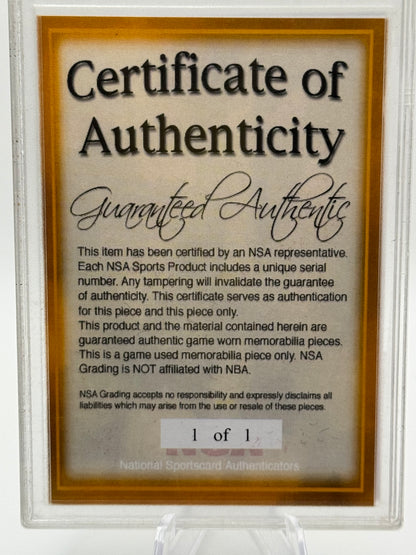 Certificate of
Authenticity
Guaranteed Authentic
This item has been certified by an NSA representative.
Each NSA Sports Product includes a unique serial
number. Any tampering will invalidate the guarantee
of authenticity. This certificate serves as authentication
for this piece and this piece only.
This product and the material contained herein are
guaranteed authentic game worn memorabilia pieces.
This is a game used memorabilia piece only. NSA
Grading is NOT affiliated with NBA.
NSA Grading accepts no responsibility and expressly disclaims all
liabilities which may arise from the use or resale of these pieces.
1 of 1
NSA
National Sportscard Authenticators